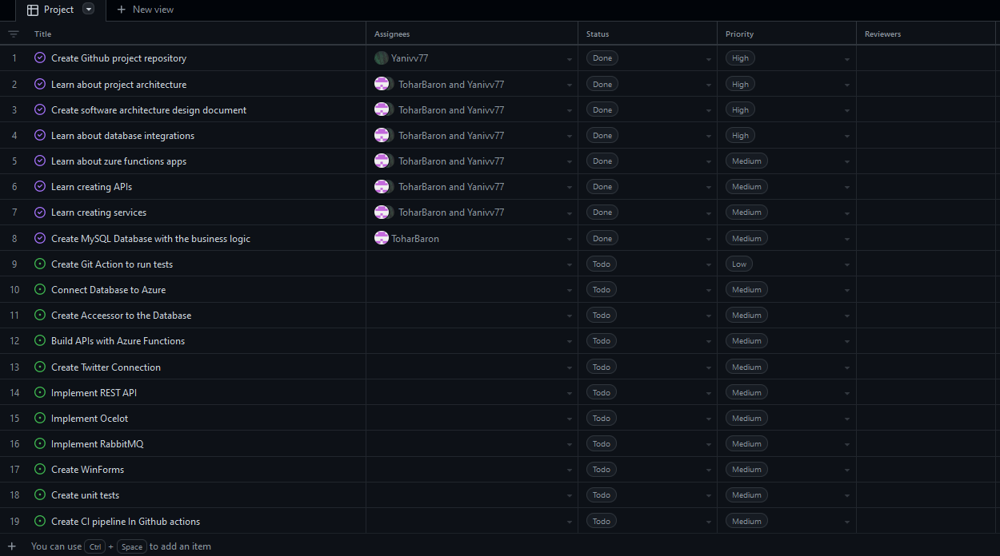 Project New view
Title Assignees Status Priority Reviewers
1 Create Github project repository Yanivv77 Done High
2 Learn about project architecture ToharBaron and Yanivv77 Done High
3 Create software architecture design document ToharBaron and Yanivv77 Done High
4 Learn about database integrations ToharBaron and Yanivv77 Done High
5 Learn about zure functions apps ToharBaron and Yanivv77 Done Medium
6 Learn creating APIs ToharBaron and Yanivv77 Done Medium
7 Learn creating services ToharBaron and Yanivv77 Done Medium
8 Create MySQL Database with the business logic ToharBaron Done Medium
9 Create Git Action to run tests Todo Low
10 Connect Database to Azure Todo Medium
11 Create Acceessor to the Database Todo Medium
12 Build APIs with Azure Functions Todo Medium
13 Create Twitter Connection Todo Medium
14 Implement REST API Todo Medium
15 Implement Ocelot Todo Medium
16 Implement RabbitMQ Todo Medium
17 Create WinForms Todo Medium
18 Create unit tests Todo Medium
19 Create CI pipeline In Github actions Todo Medium
+ You can use Ctrl + Space to add an item